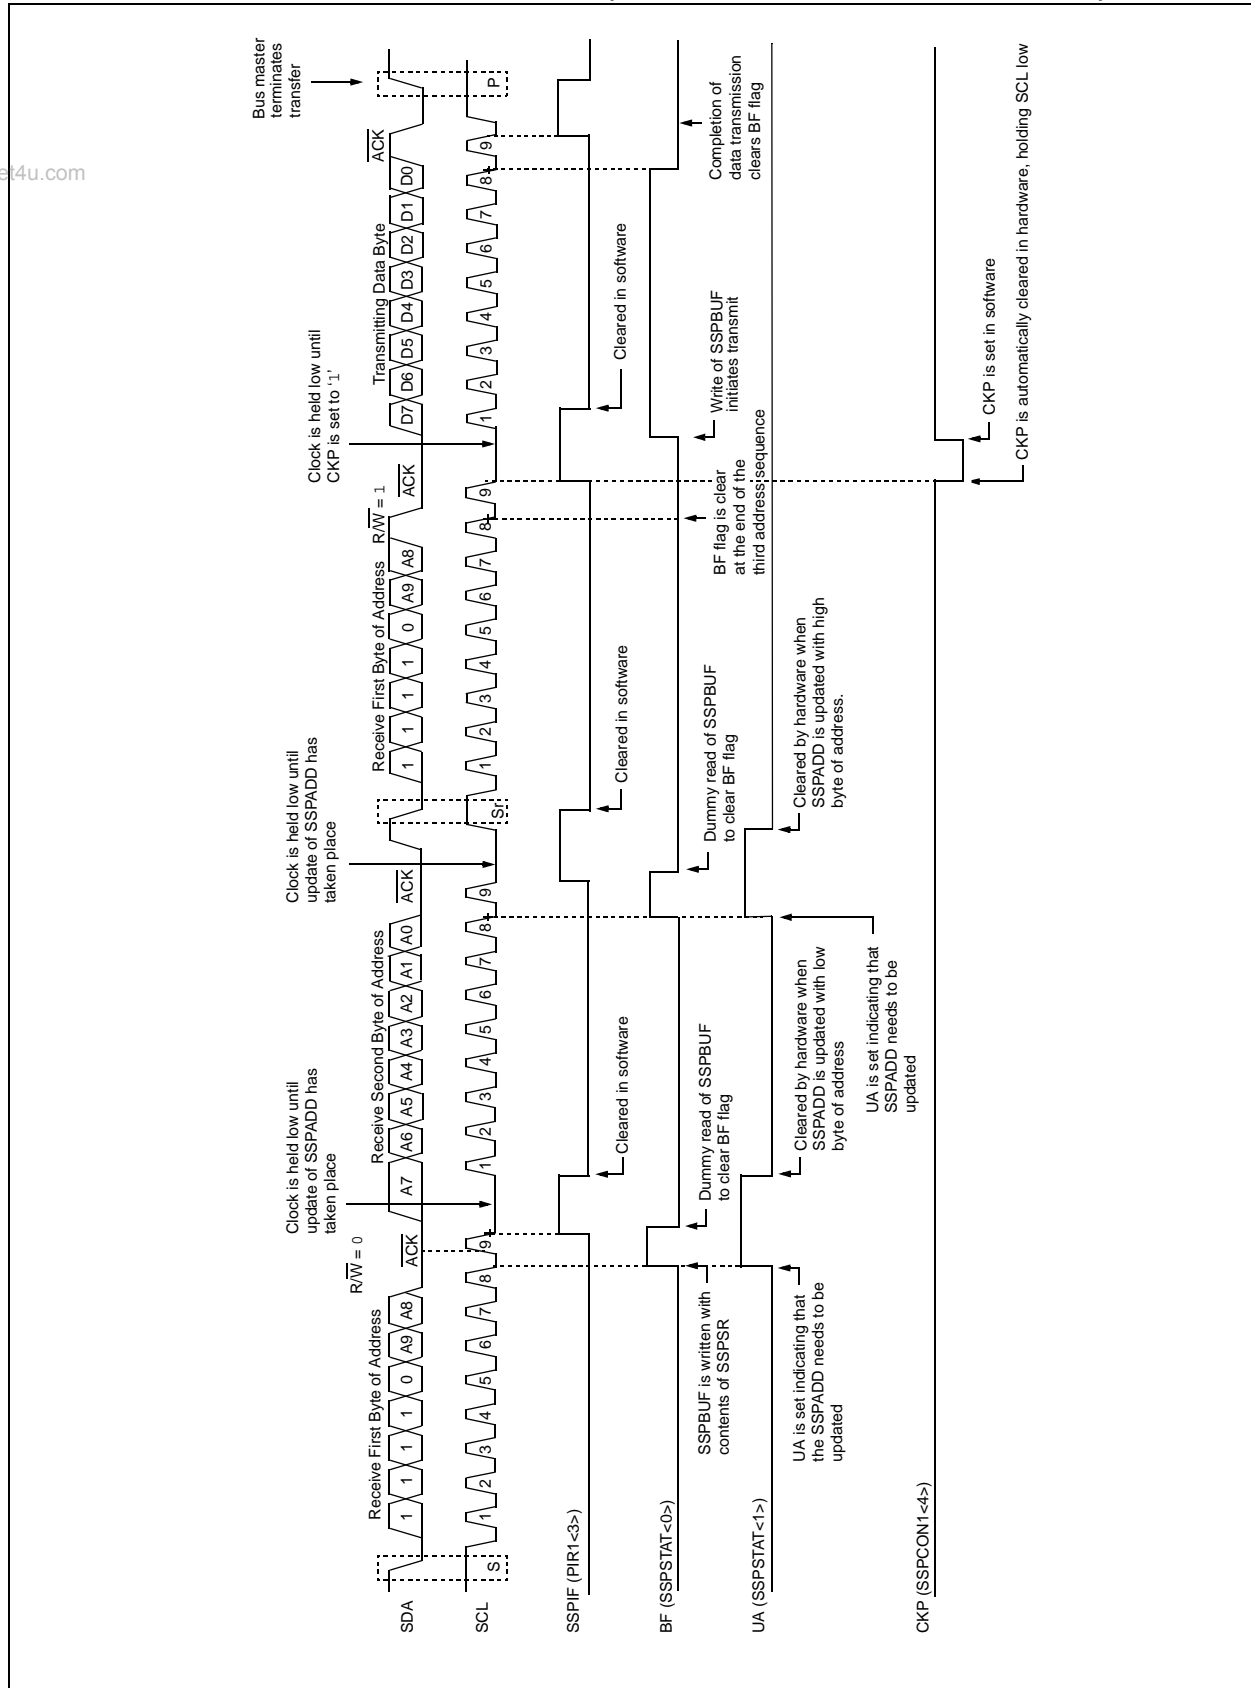 et4u.com
Bus master
terminates
transfer
Clock is held low until
CKP is set to ‘1’
Clock is held low until
update of SSPADD has
taken place
Clock is held low until
update of SSPADD has
taken place
Receive First Byte of Address
R/W = 0
ACK
Receive Second Byte of Address
ACK
Receive First Byte of Address
R/W = 1
ACK
Transmitting Data Byte
ACK
SDA
1 1 1 1 0 A9 A8
A7 A6 A5 A4 A3 A2 A1 A0
1 1 1 1 0 A9 A8
D7 D6 D5 D4 D3 D2 D1 D0
SCL
S 1 2 3 4 5 6 7 8 9
1 2 3 4 5 6 7 8 9
Sr 1 2 3 4 5 6 7 8 9
1 2 3 4 5 6 7 8 9 P
SSPIF (PIR1<3>)
Cleared in software
Cleared in software
Cleared in software
BF (SSPSTAT<0>)
SSPBUF is written with
contents of SSPSR
Dummy read of SSPBUF
to clear BF flag
Dummy read of SSPBUF
to clear BF flag
BF flag is clear
at the end of the
third address sequence
Write of SSPBUF
initiates transmit
Completion of
data transmission
clears BF flag
UA (SSPSTAT<1>)
UA is set indicating that
the SSPADD needs to be
updated
Cleared by hardware when
SSPADD is updated with low
byte of address
UA is set indicating that
SSPADD needs to be
updated
Cleared by hardware when
SSPADD is updated with high
byte of address.
CKP (SSPCON1<4>)
CKP is set in software
CKP is automatically cleared in hardware, holding SCL low